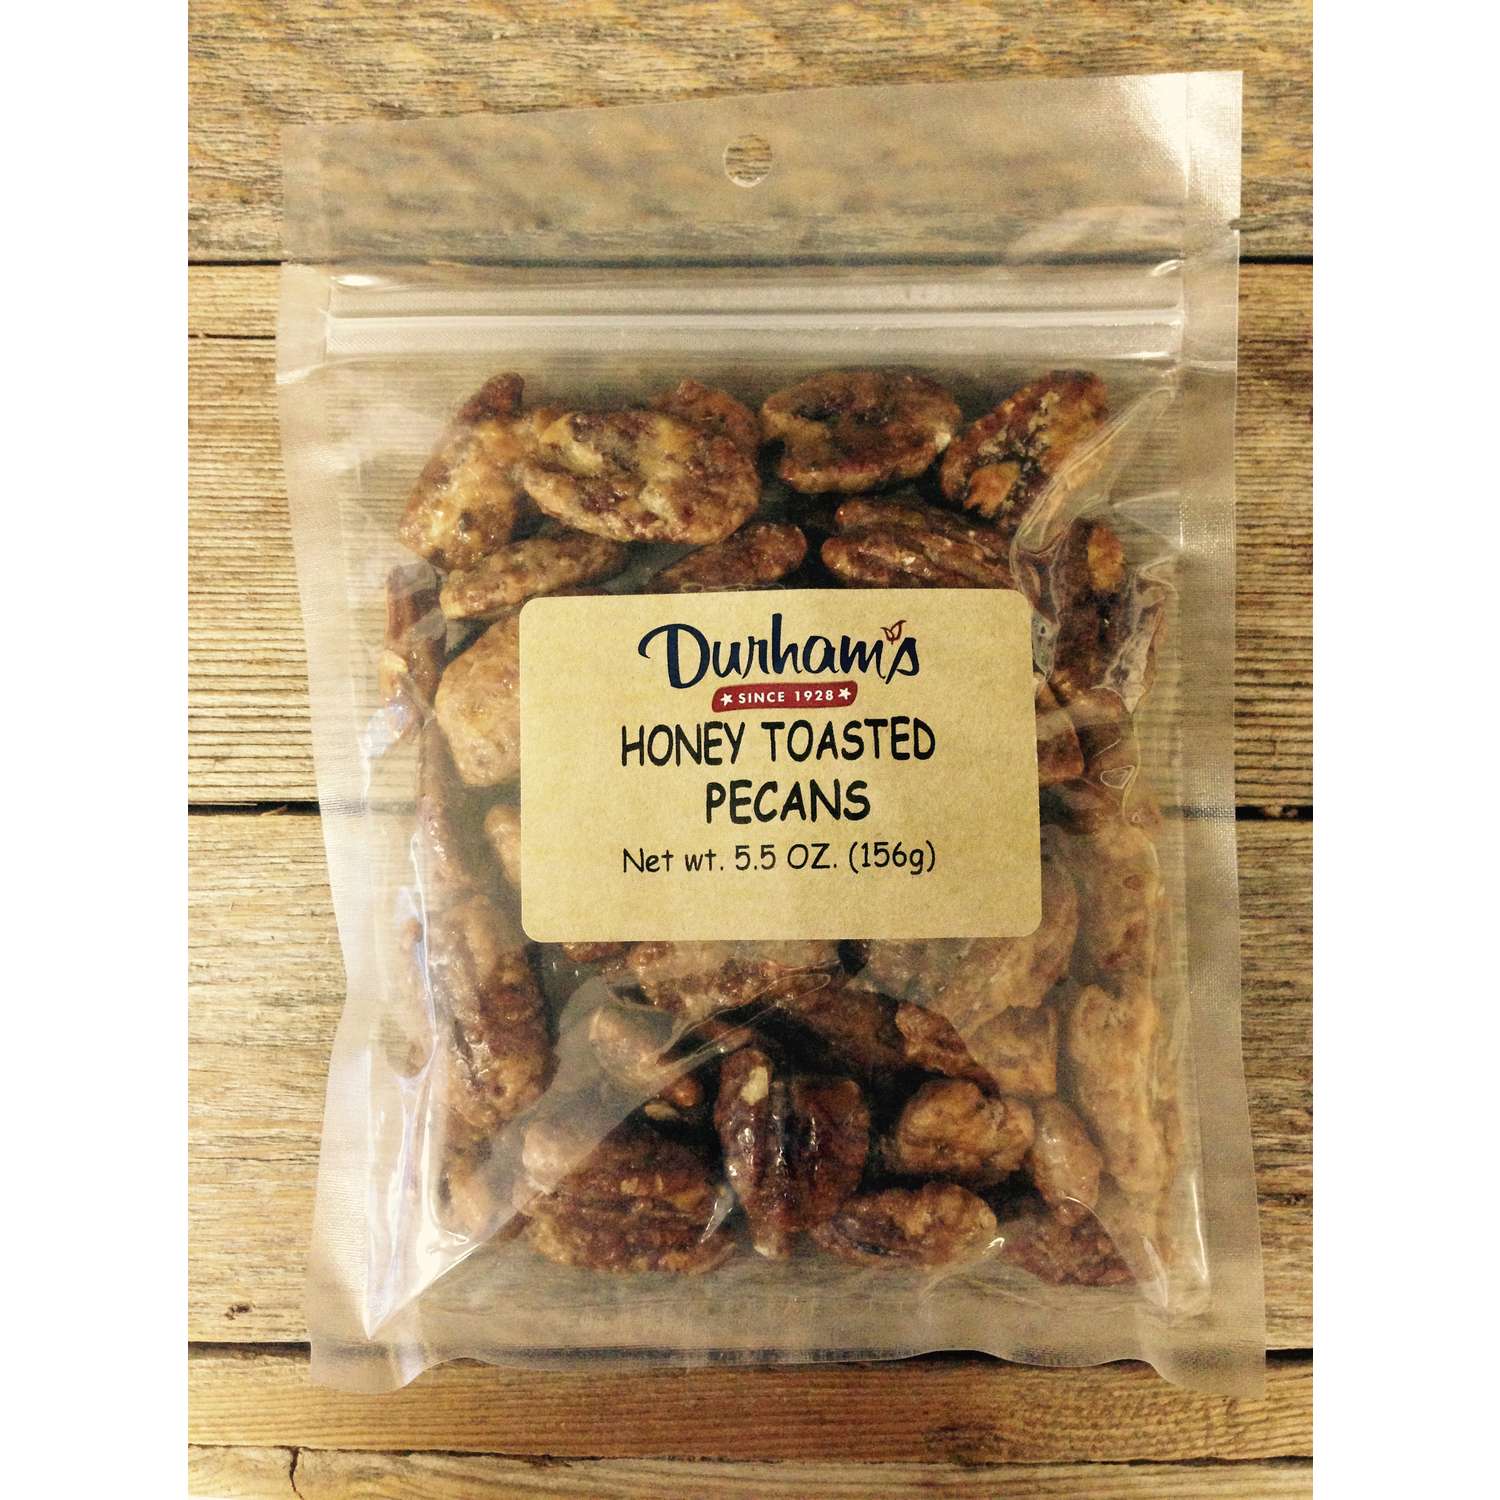 Durham's
SINCE 1928
HONEY TOASTED
PECANS
Net wt. 5.5 OZ. (156g)